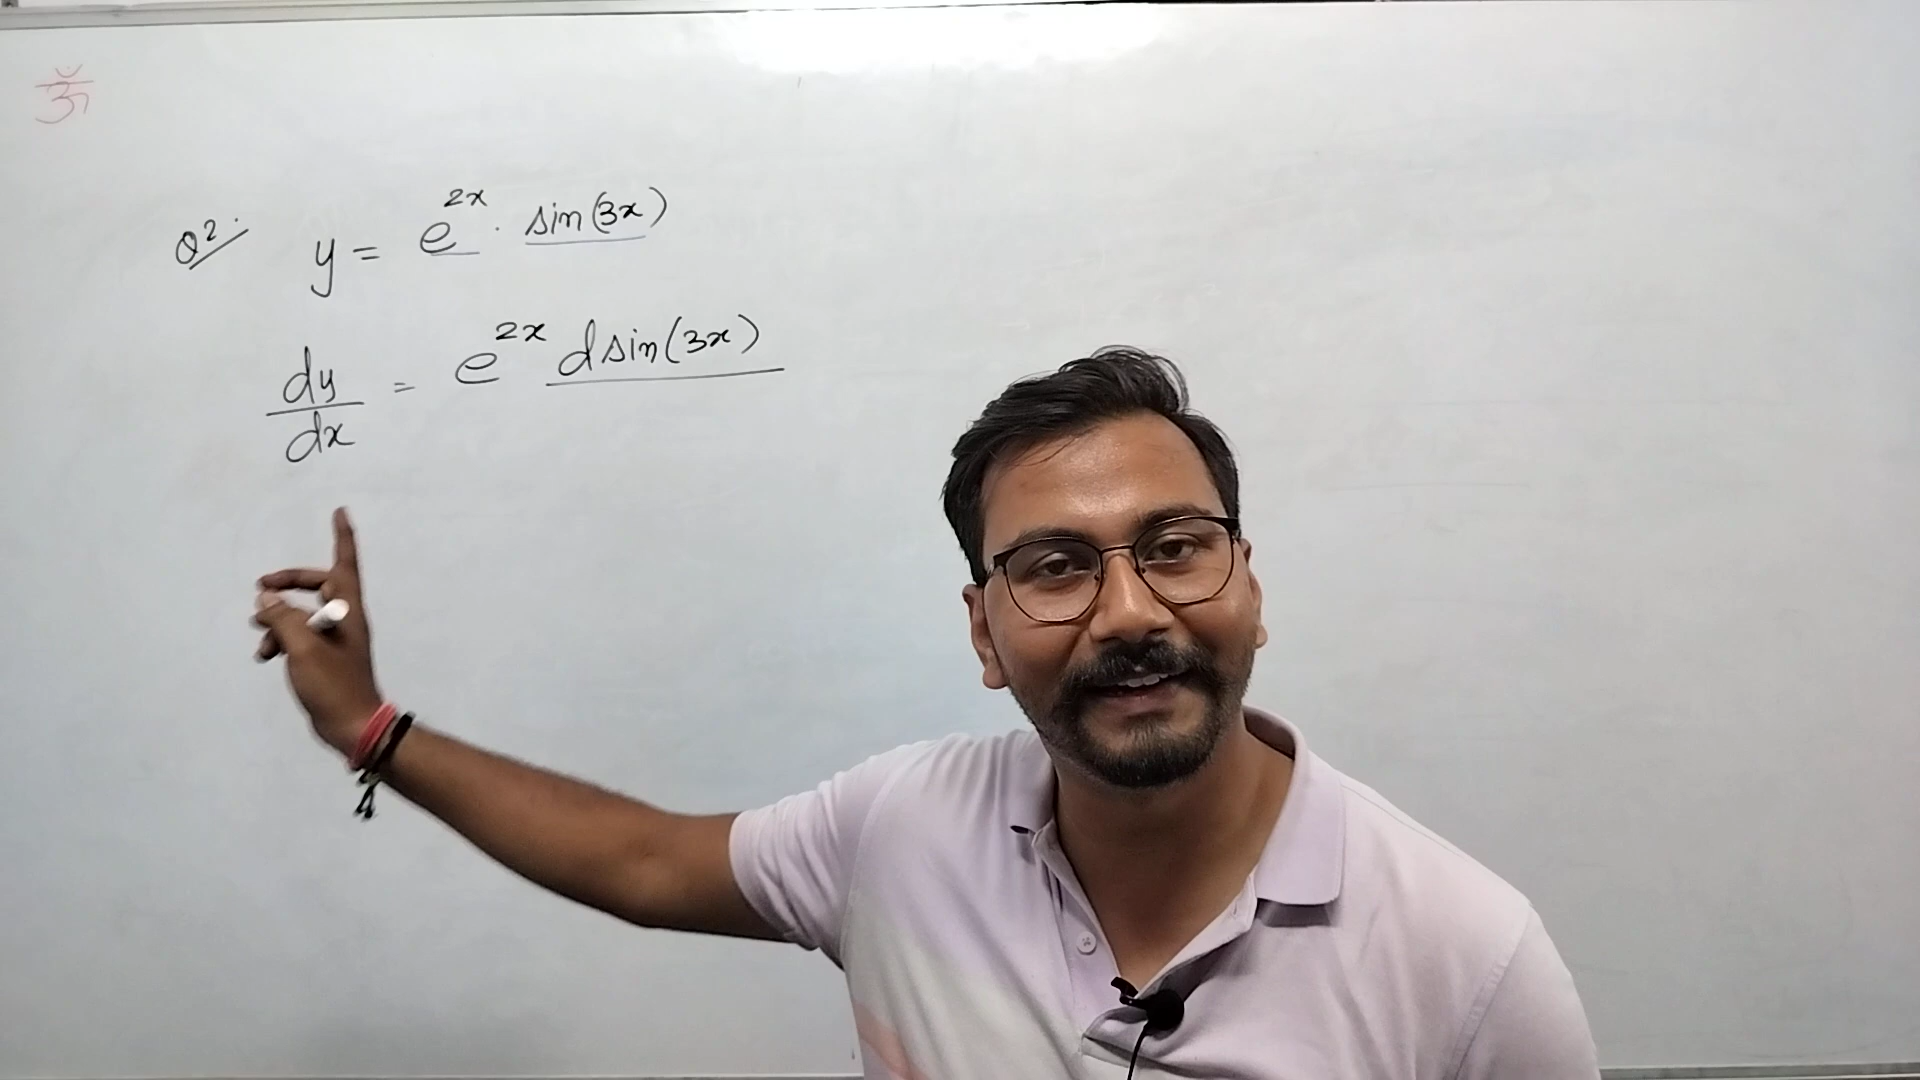 ॐ
Q2. y = e^{2x} · sin(3x)
dy/dx = e^{2x} d sin(3x)